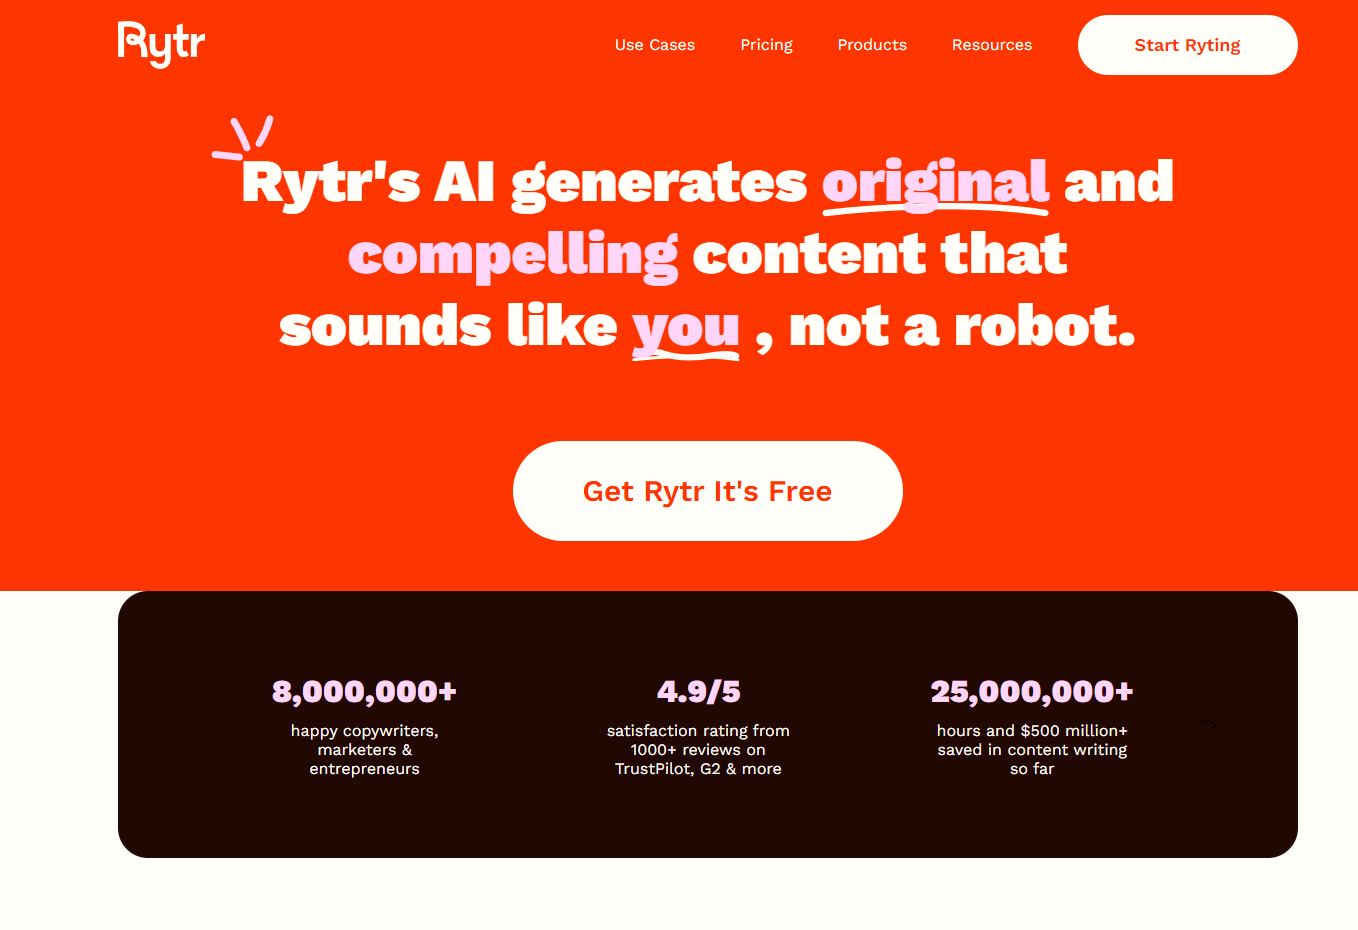 Rytr
Use Cases Pricing Products Resources Start Ryting
Rytr's AI generates original and
compelling content that
sounds like you , not a robot.
Get Rytr It's Free
8,000,000+
happy copywriters,
marketers &
entrepreneurs
4.9/5
satisfaction rating from
1000+ reviews on
TrustPilot, G2 & more
25,000,000+
hours and $500 million+
saved in content writing
so far
?>